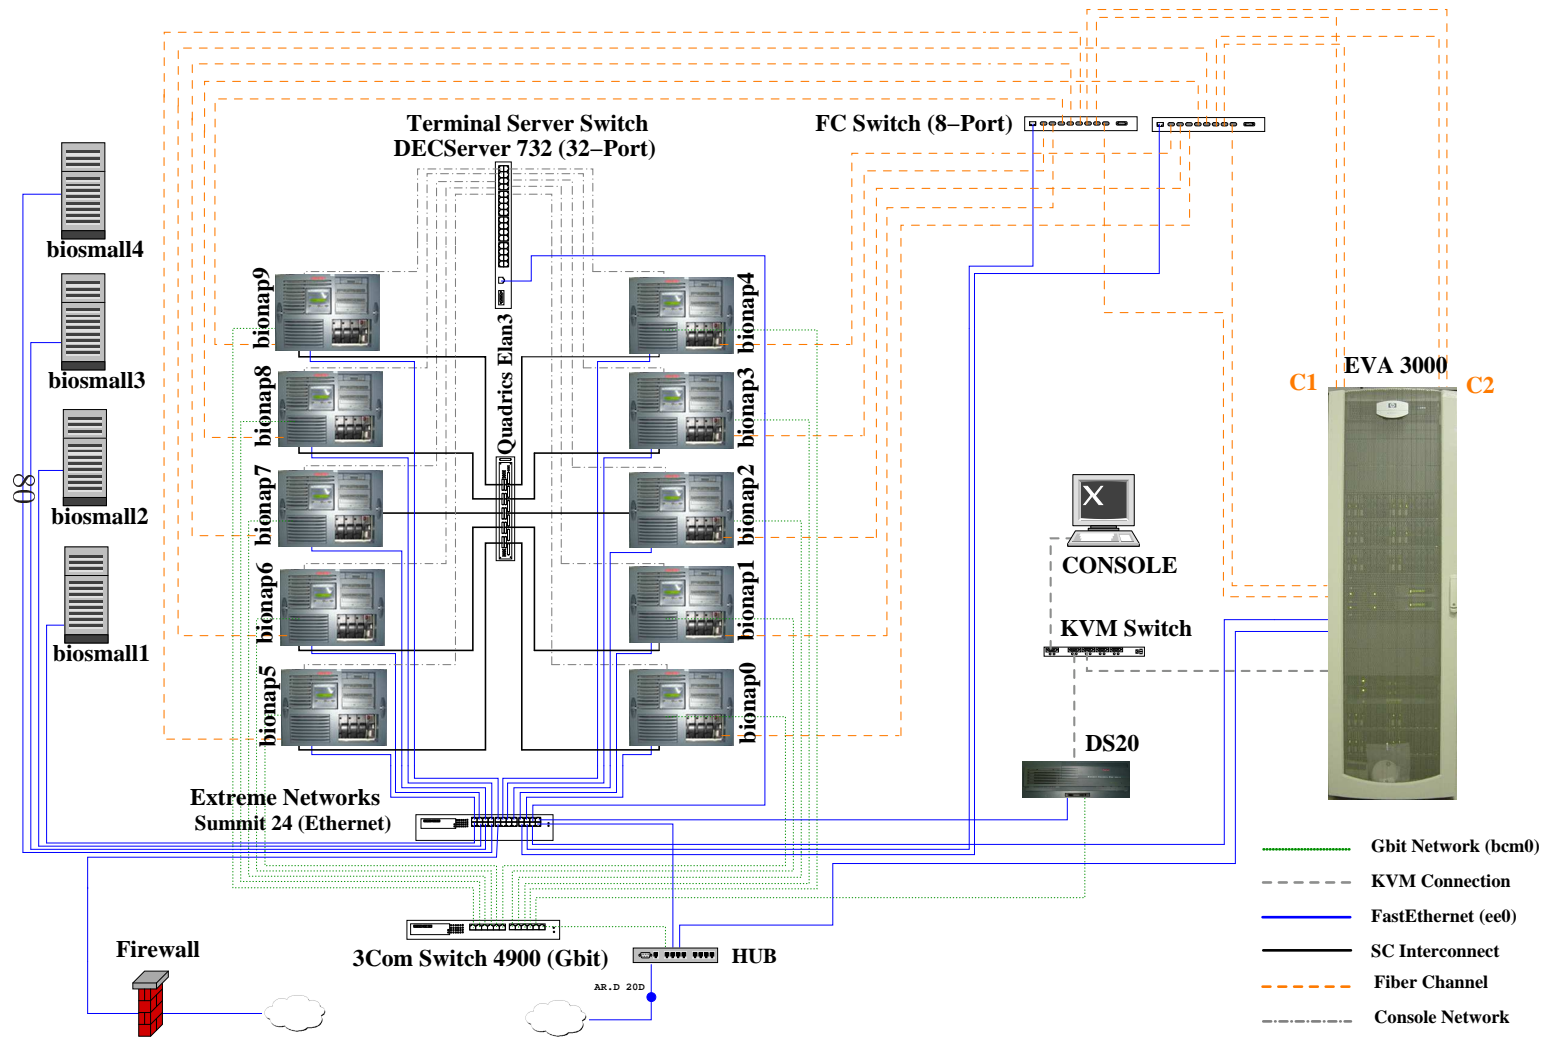 Terminal Server Switch
DECServer 732 (32−Port)
FC Switch (8−Port)
biosmall4
biosmall3
biosmall2
biosmall1
80
bionap9
bionap8
bionap7
bionap6
bionap5
Quadrics Elan3
bionap4
bionap3
bionap2
bionap1
bionap0
EVA 3000
C1
C2
X
CONSOLE
KVM Switch
DS20
Extreme Networks
Summit 24 (Ethernet)
3Com Switch 4900 (Gbit)
HUB
AR.D 20D
Firewall
Gbit Network (bcm0)
KVM Connection
FastEthernet (ee0)
SC Interconnect
Fiber Channel
Console Network